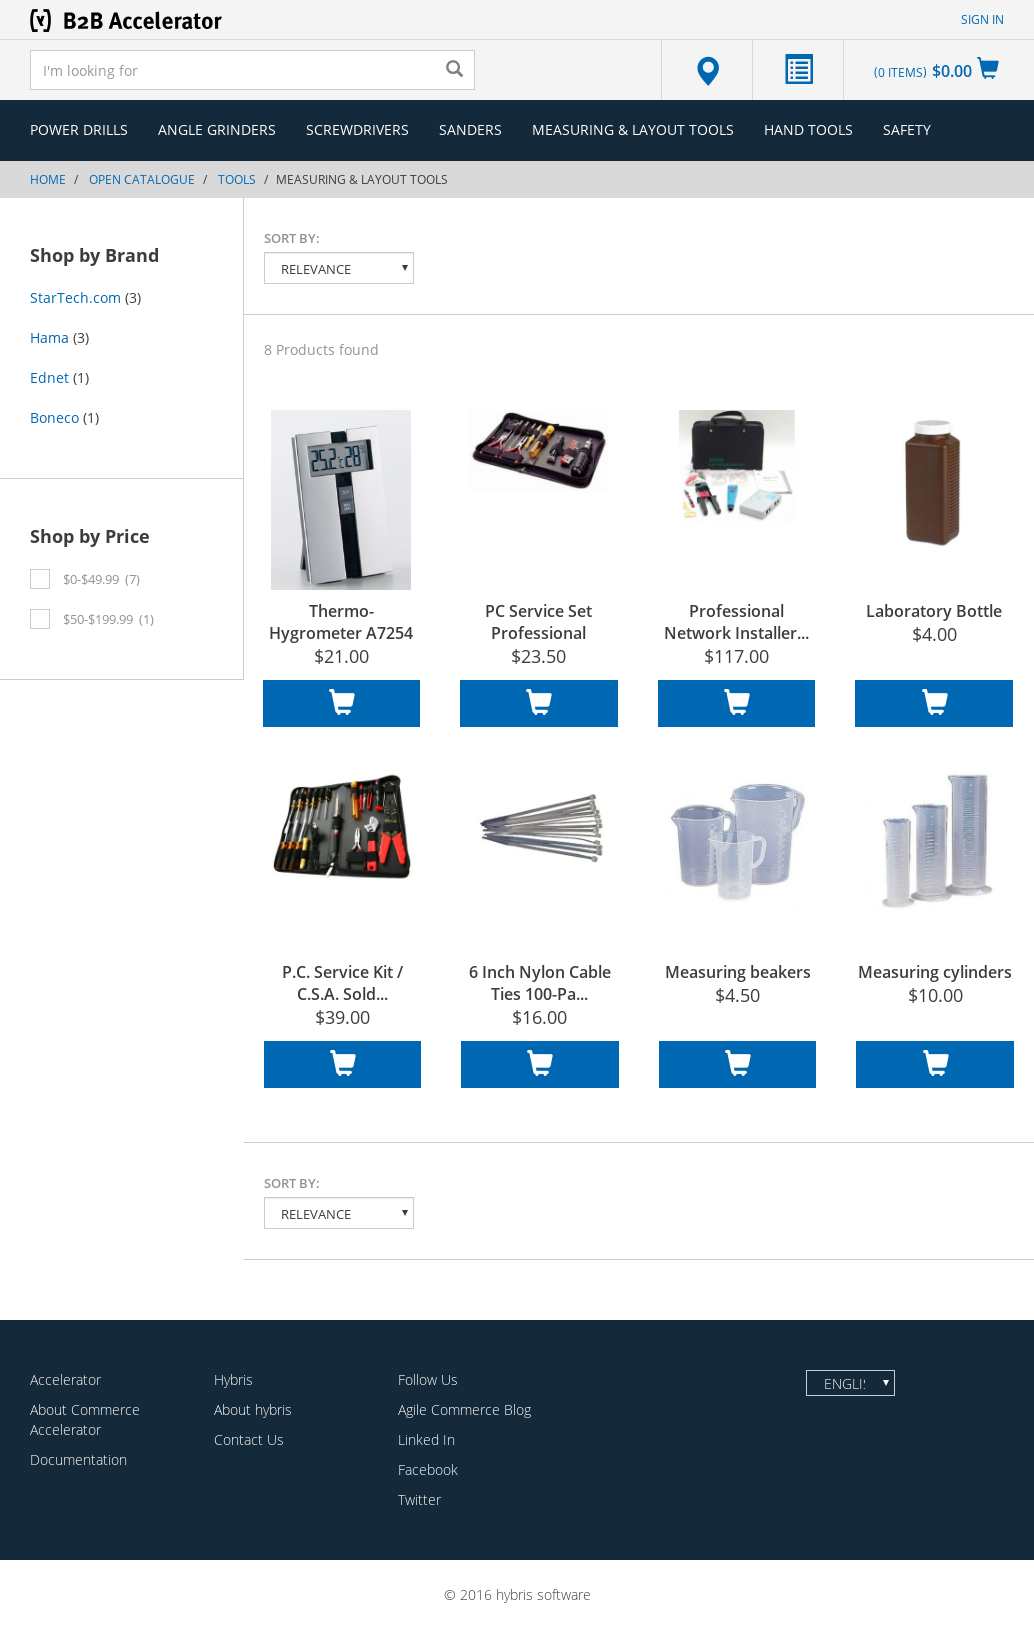 B2B Accelerator
SIGN IN
I'm looking for
(0 ITEMS) $0.00
POWER DRILLS ANGLE GRINDERS SCREWDRIVERS SANDERS MEASURING & LAYOUT TOOLS HAND TOOLS SAFETY
HOME / OPEN CATALOGUE / TOOLS / MEASURING & LAYOUT TOOLS
Shop by Brand
StarTech.com (3)
Hama (3)
Ednet (1)
Boneco (1)
Shop by Price
$0-$49.99 (7)
$50-$199.99 (1)
SORT BY:
RELEVANCE
8 Products found
Thermo-
Hygrometer A7254
$21.00
PC Service Set
Professional
$23.50
Professional
Network Installer...
$117.00
Laboratory Bottle
$4.00
P.C. Service Kit /
C.S.A. Sold...
$39.00
6 Inch Nylon Cable
Ties 100-Pa...
$16.00
Measuring beakers
$4.50
Measuring cylinders
$10.00
SORT BY:
RELEVANCE
Accelerator
About Commerce
Accelerator
Documentation
Hybris
About hybris
Contact Us
Follow Us
Agile Commerce Blog
Linked In
Facebook
Twitter
ENGLIS
© 2016 hybris software